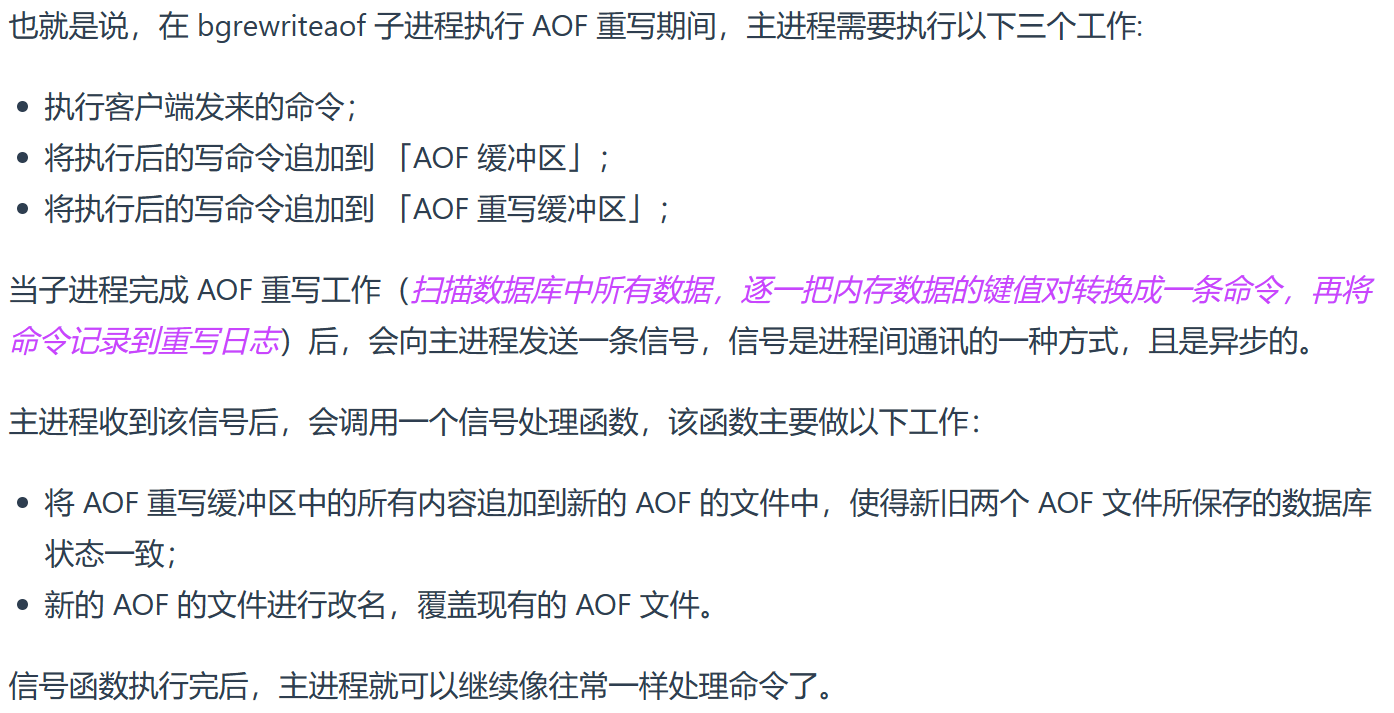 也就是说，在 bgrewriteaof 子进程执行 AOF 重写期间，主进程需要执行以下三个工作:
• 执行客户端发来的命令；
• 将执行后的写命令追加到 「AOF 缓冲区」；
• 将执行后的写命令追加到 「AOF 重写缓冲区」；
当子进程完成 AOF 重写工作（扫描数据库中所有数据，逐一把内存数据的键值对转换成一条命令，再将
命令记录到重写日志）后，会向主进程发送一条信号，信号是进程间通讯的一种方式，且是异步的。
主进程收到该信号后，会调用一个信号处理函数，该函数主要做以下工作：
• 将 AOF 重写缓冲区中的所有内容追加到新的 AOF 的文件中，使得新旧两个 AOF 文件所保存的数据库
状态一致；
• 新的 AOF 的文件进行改名，覆盖现有的 AOF 文件。
信号函数执行完后，主进程就可以继续像往常一样处理命令了。